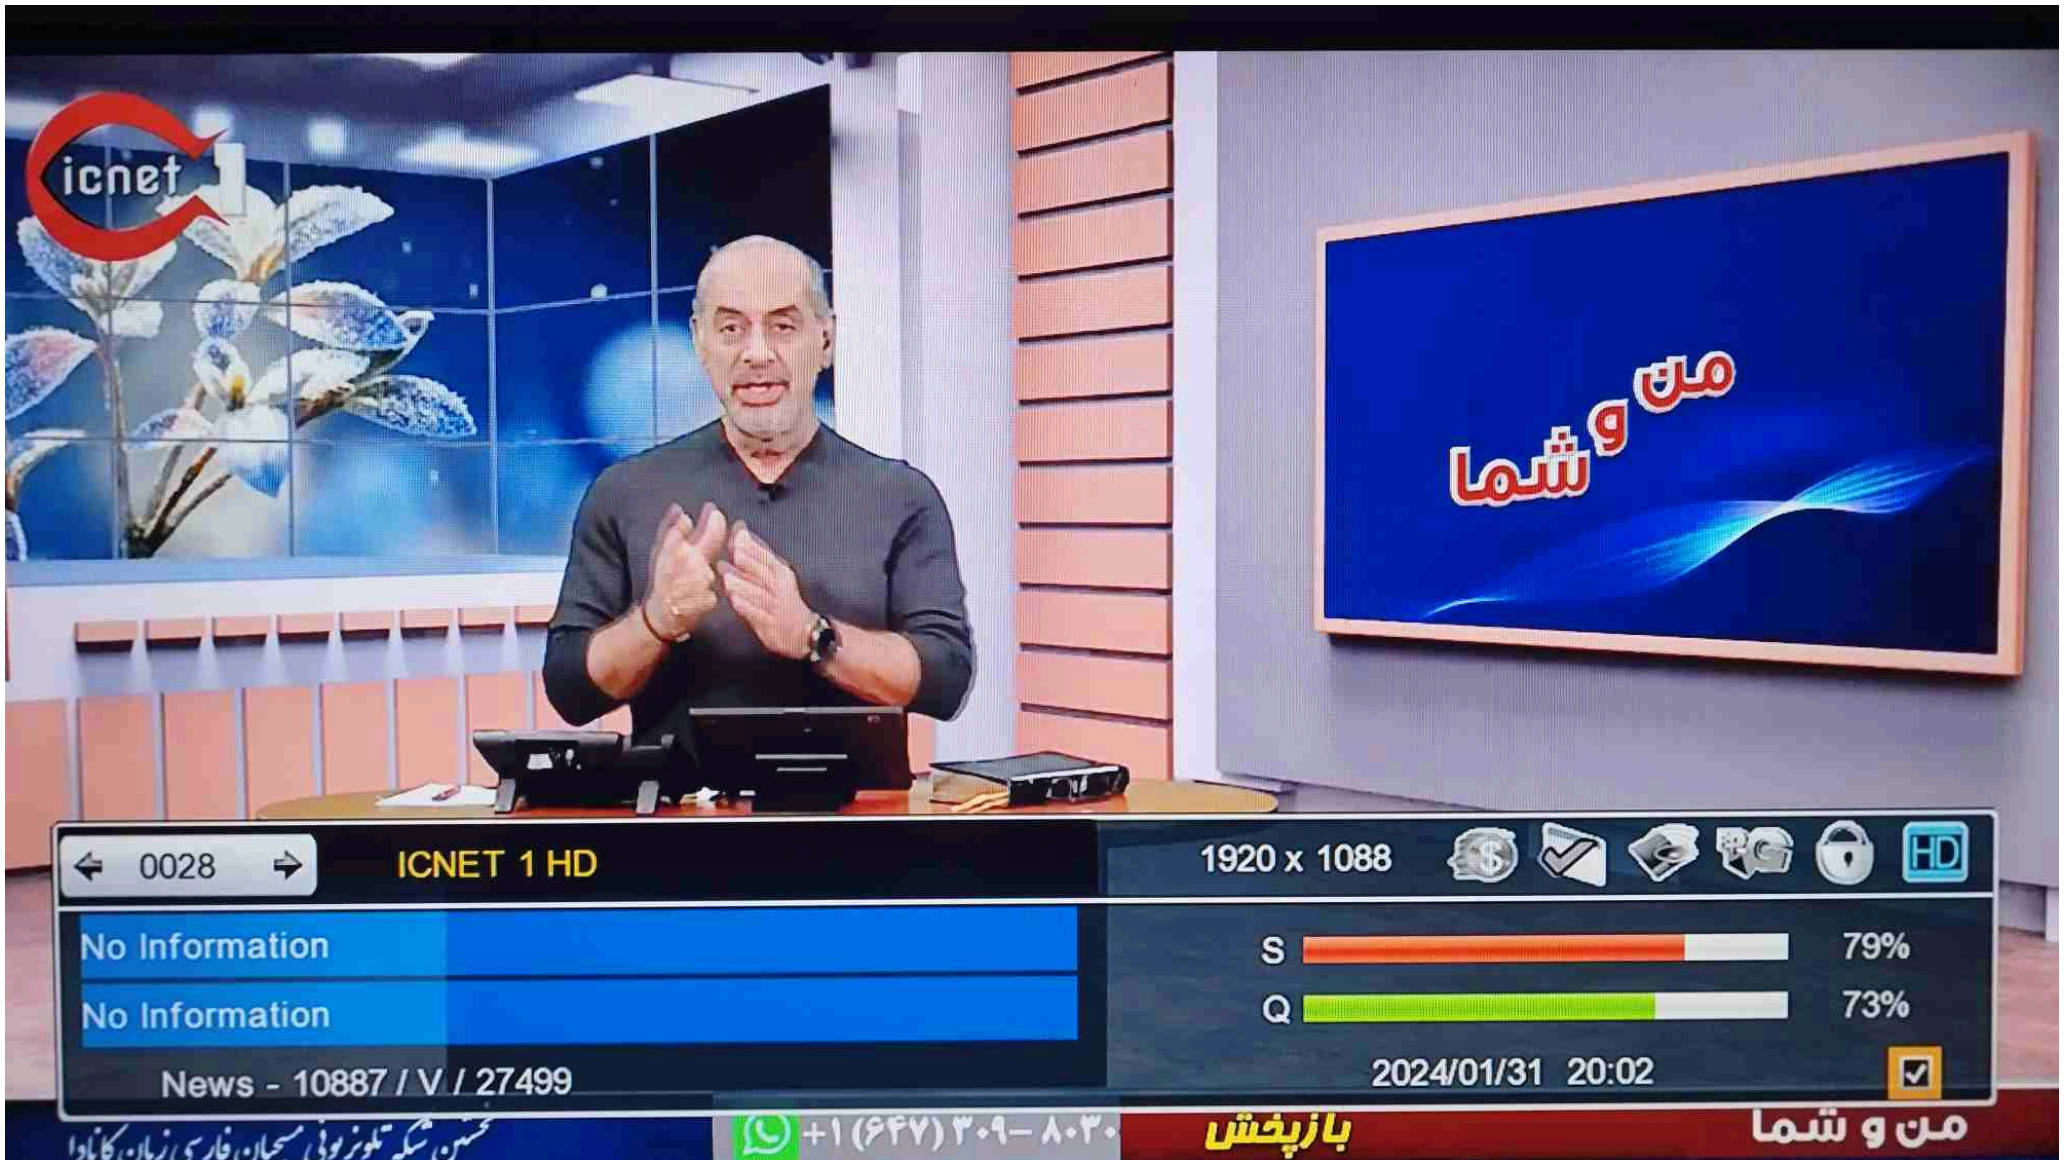 icnet 1
من و شما
0028
ICNET 1 HD
1920 x 1088
$
HD
No Information
No Information
S 79%
Q 73%
News - 10887 / V / 27499
2024/01/31 20:02
من و شما
بازپخش
+۱ (۶۴۷) ۳۰۹-۸۰۳۰
نخستین شبکه تلویزیونی مسیحیان فارسی زبان کانادا